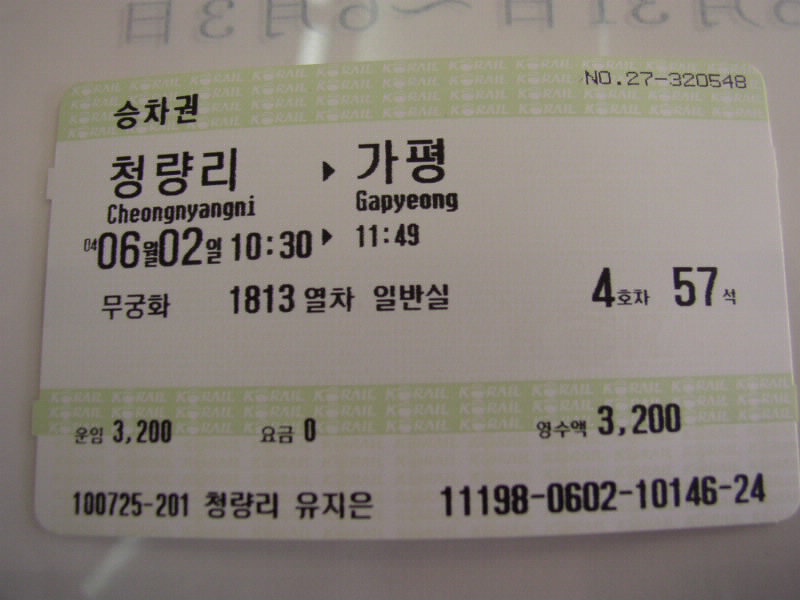 NO.27-320548
승차권
청량리 ▶ 가평
Cheongnyangni Gapyeong
04 06월 02일 10:30 ▶ 11:49
무궁화 1813 열차 일반실 4호차 57석
운임 3,200 요금 0 영수액 3,200
100725-201 청량리 유지은 11198-0602-10146-24
KORAIL